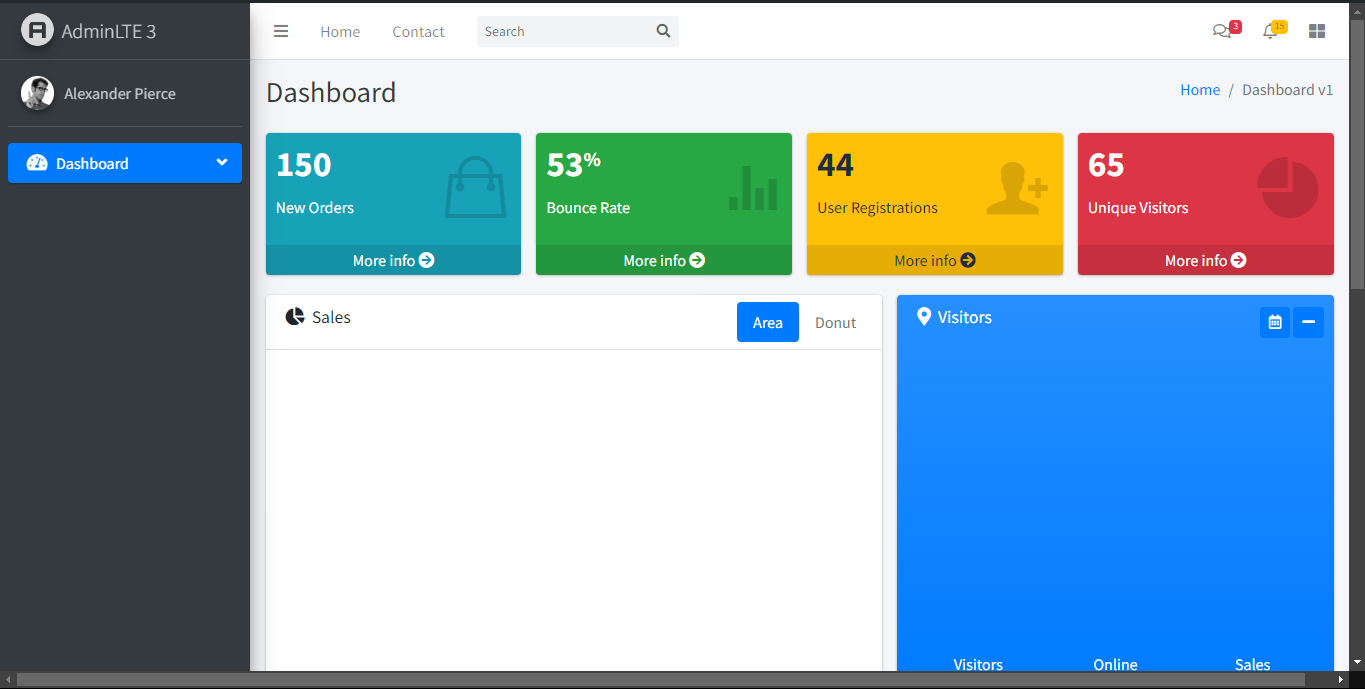 AdminLTE 3
Home
Contact
Search
3
15
Alexander Pierce
Dashboard
Dashboard
Home / Dashboard v1
150
New Orders
More info
53%
Bounce Rate
More info
44
User Registrations
More info
65
Unique Visitors
More info
Sales
Area
Donut
Visitors
Visitors
Online
Sales